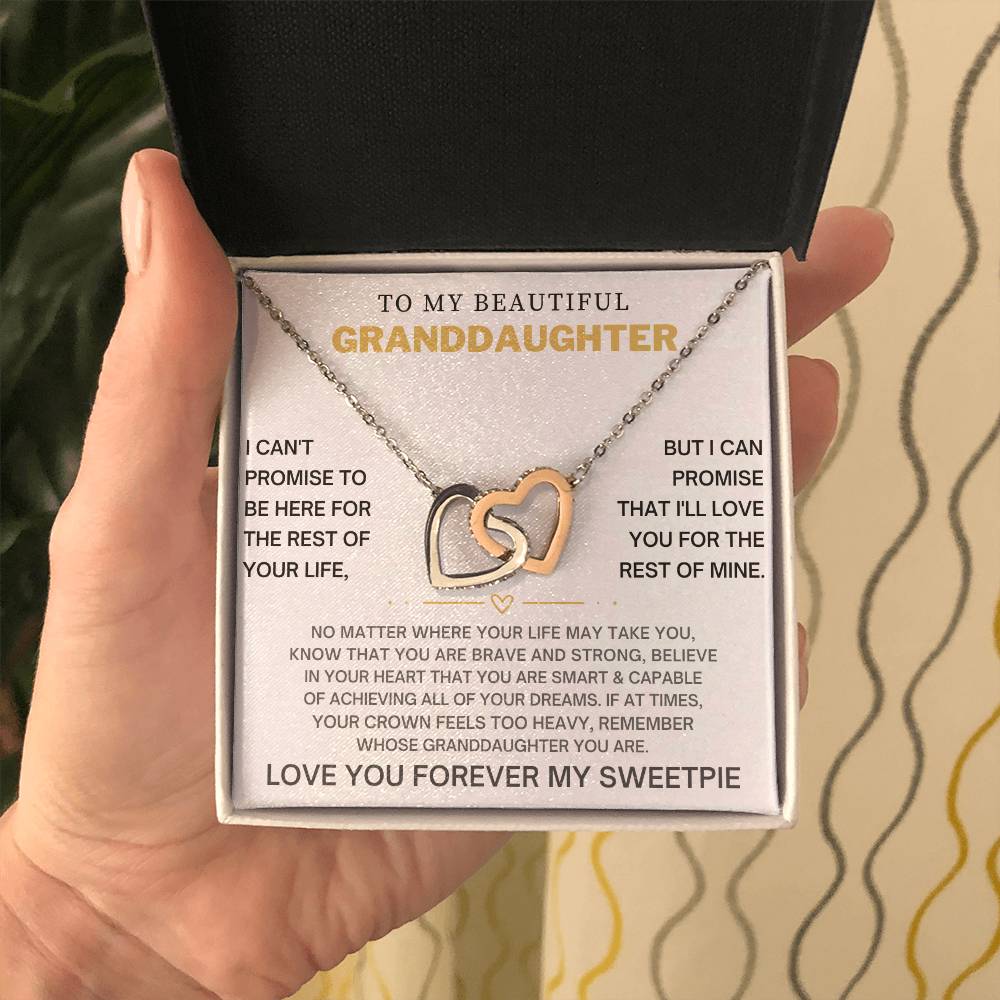 TO MY BEAUTIFUL
GRANDDAUGHTER
I CAN'T
PROMISE TO
BE HERE FOR
THE REST OF
YOUR LIFE,
BUT I CAN
PROMISE
THAT I'LL LOVE
YOU FOR THE
REST OF MINE.
NO MATTER WHERE YOUR LIFE MAY TAKE YOU,
KNOW THAT YOU ARE BRAVE AND STRONG, BELIEVE
IN YOUR HEART THAT YOU ARE SMART & CAPABLE
OF ACHIEVING ALL OF YOUR DREAMS. IF AT TIMES,
YOUR CROWN FEELS TOO HEAVY, REMEMBER
WHOSE GRANDDAUGHTER YOU ARE.
LOVE YOU FOREVER MY SWEETPIE